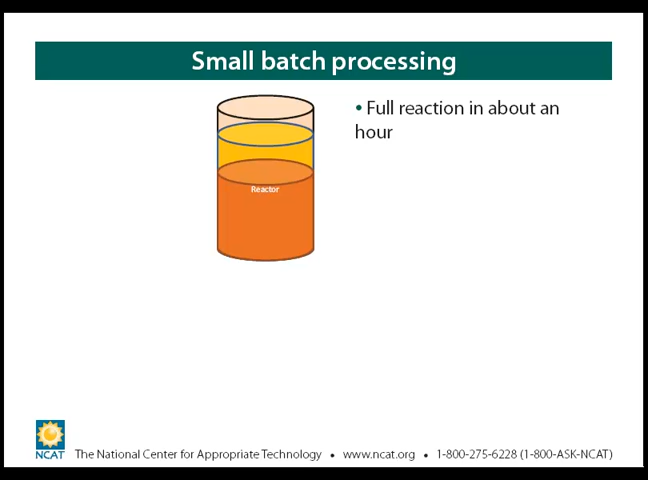 Small batch processing
• Full reaction in about an
hour
Reactor
NCAT
The National Center for Appropriate Technology • www.ncat.org • 1-800-275-6228 (1-800-ASK-NCAT)